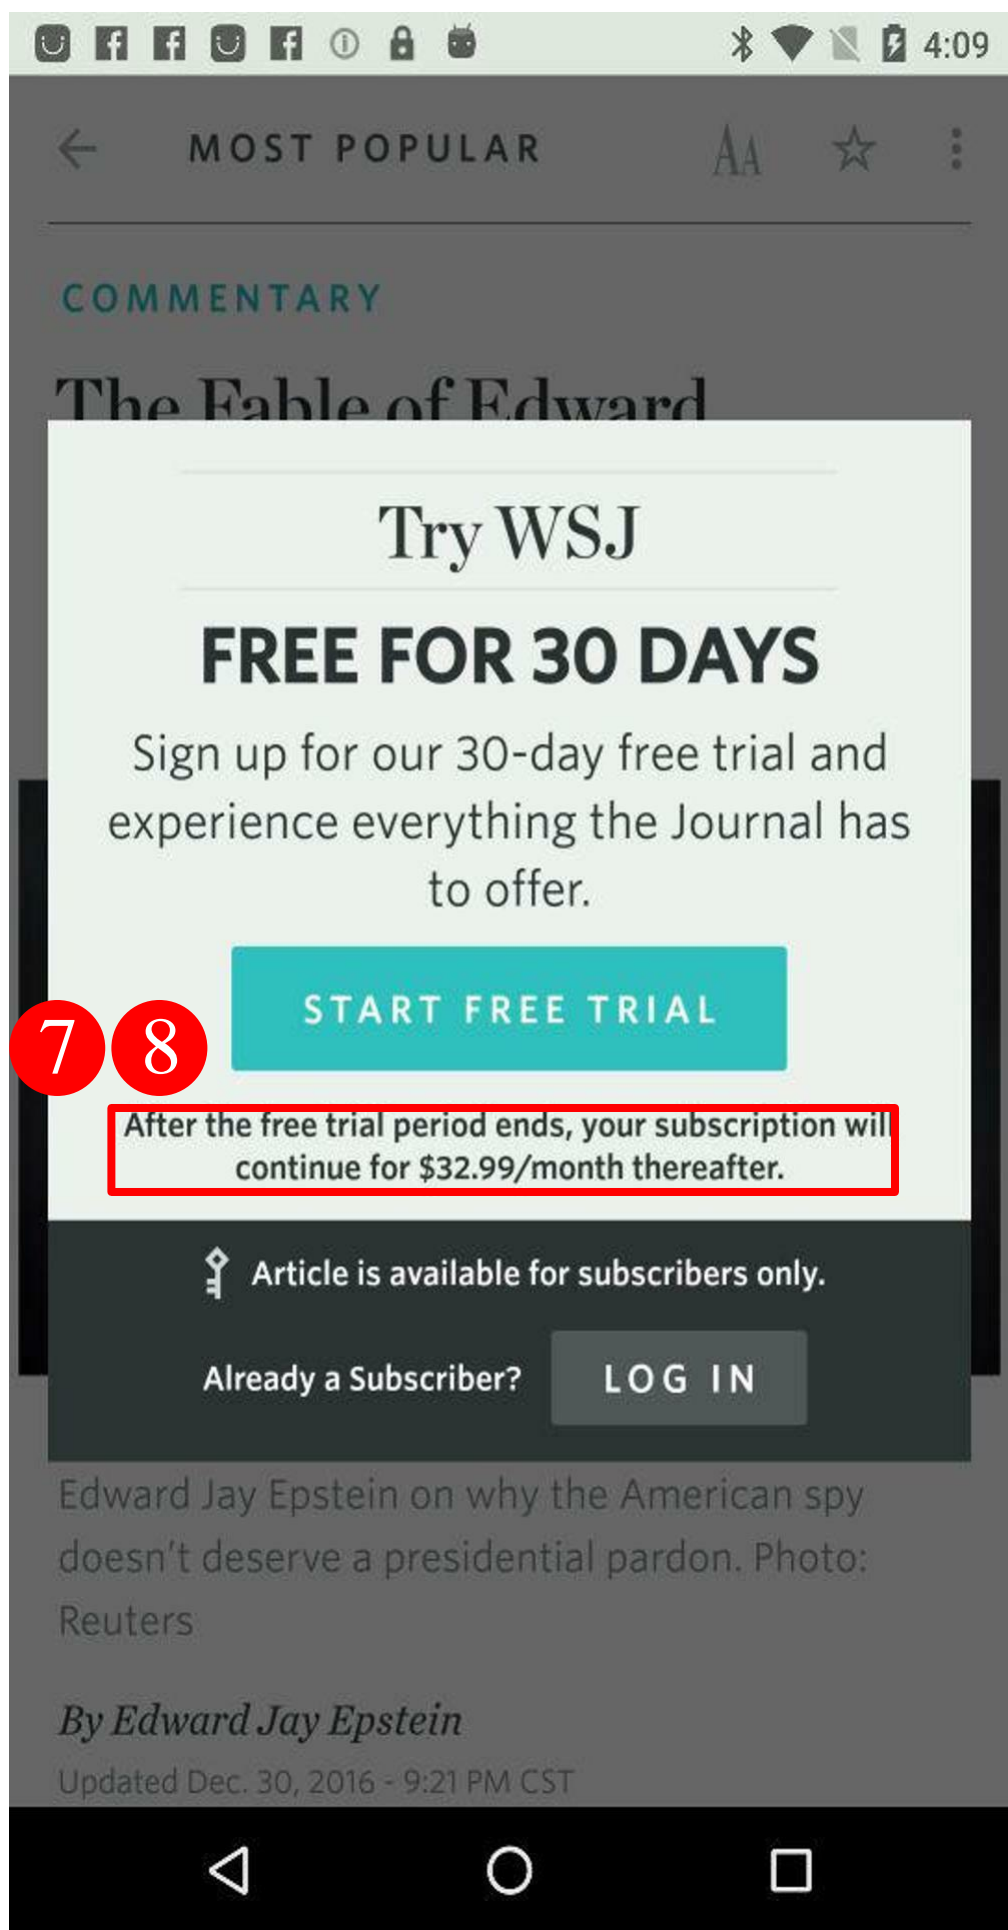 4:09
MOST POPULAR AA
COMMENTARY
The Fable of Edward
Try WSJ
FREE FOR 30 DAYS
Sign up for our 30-day free trial and
experience everything the Journal has
to offer.
START FREE TRIAL
7 8
After the free trial period ends, your subscription will
continue for $32.99/month thereafter.
Article is available for subscribers only.
Already a Subscriber? LOG IN
Edward Jay Epstein on why the American spy
doesn't deserve a presidential pardon. Photo:
Reuters
By Edward Jay Epstein
Updated Dec. 30, 2016 - 9:21 PM CST